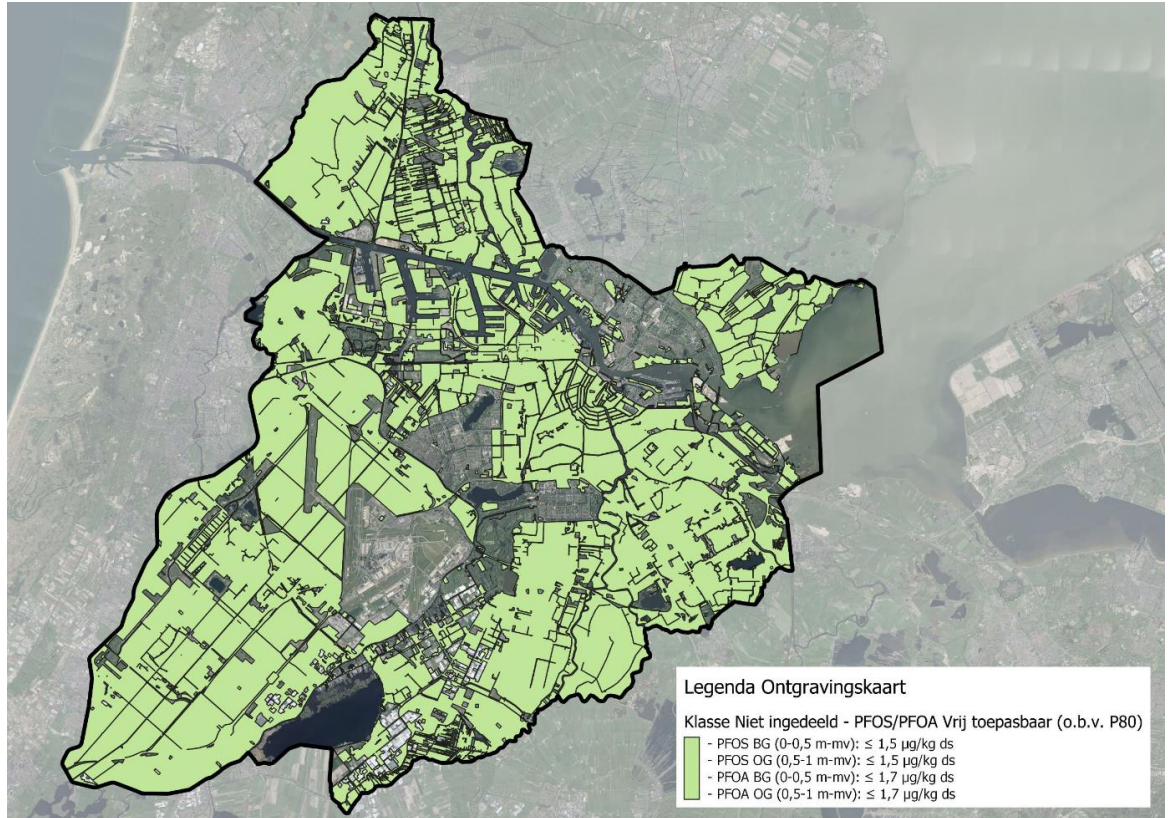 Legenda Ontgravingskaart
Klasse Niet ingedeeld - PFOS/PFOA Vrij toepasbaar (o.b.v. P80)
- PFOS BG (0-0,5 m-mv): ≤ 1,5 µg/kg ds
- PFOS OG (0,5-1 m-mv): ≤ 1,5 µg/kg ds
- PFOA BG (0-0,5 m-mv): ≤ 1,7 µg/kg ds
- PFOA OG (0,5-1 m-mv): ≤ 1,7 µg/kg ds